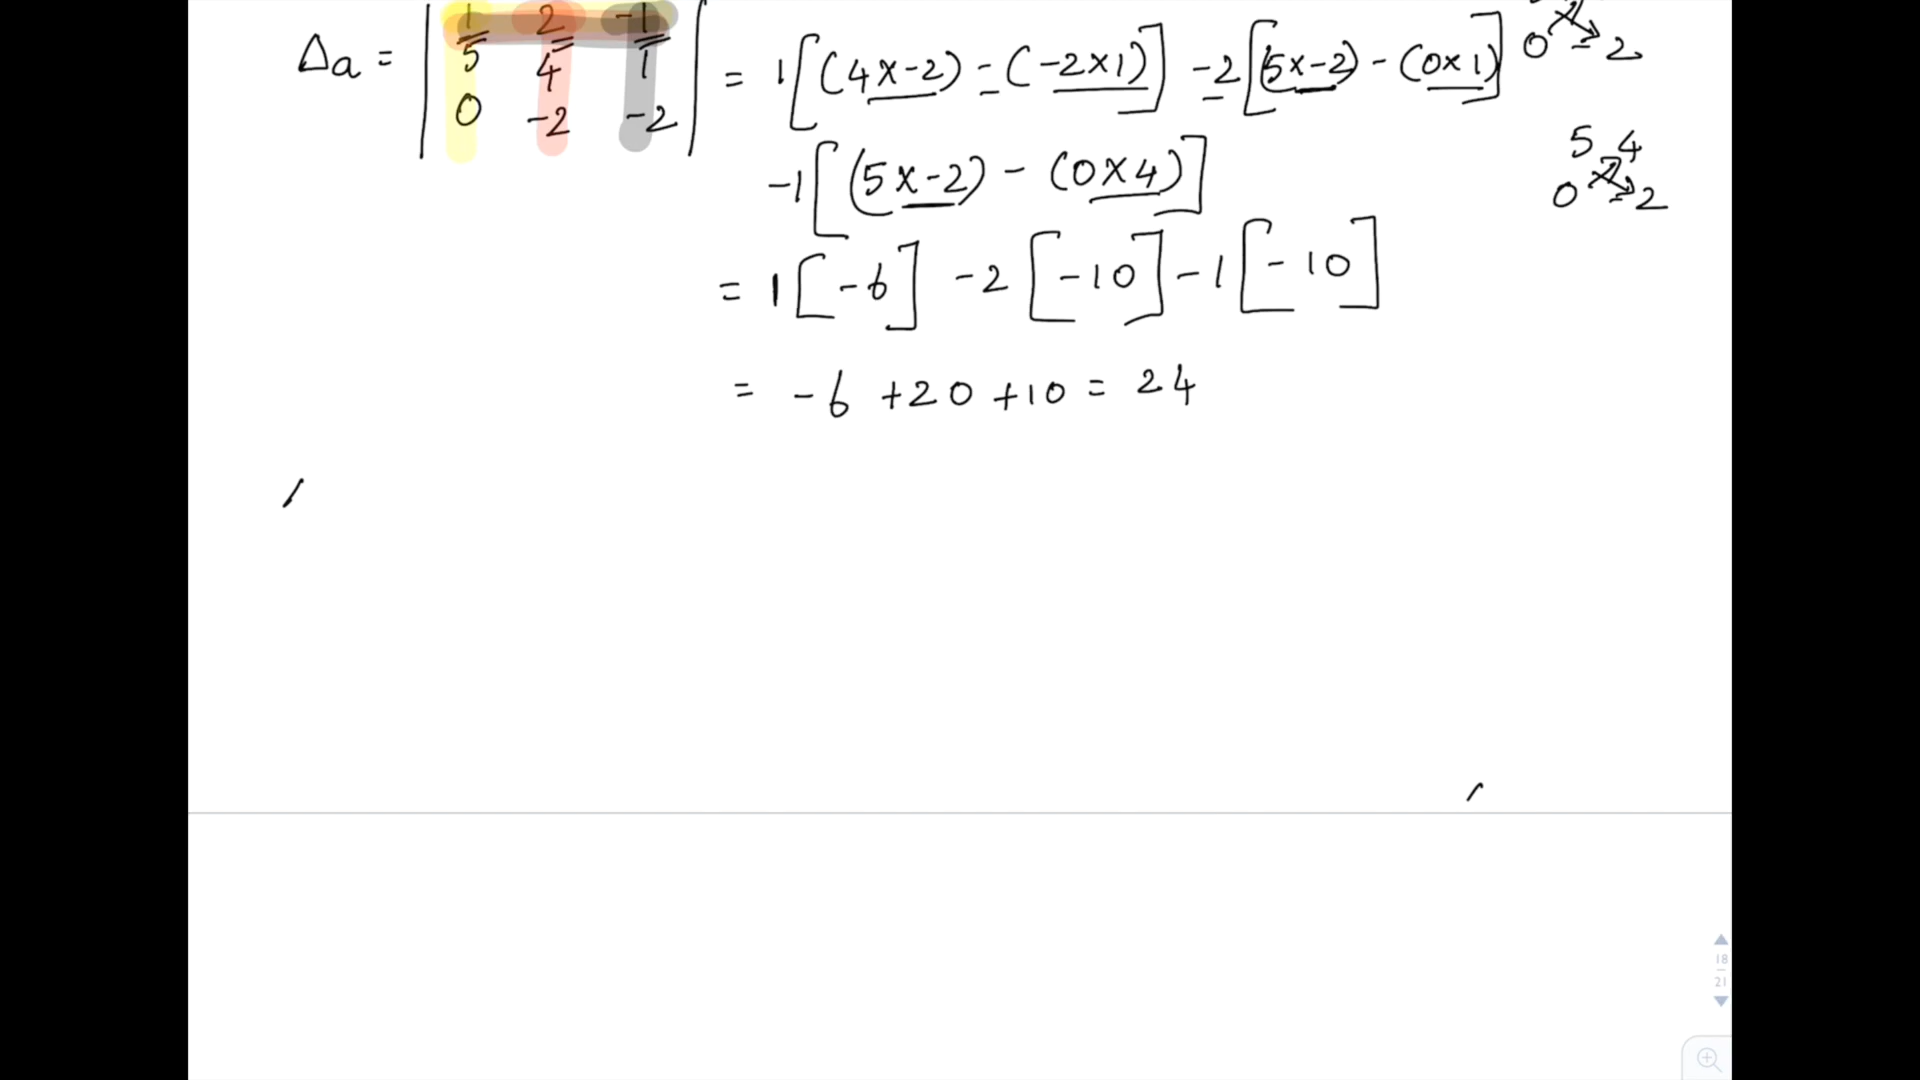 Δa = | 1 2 -1 | = 1[(4x-2) - (-2x1)] -2[(5x-2) - (0x1)] 0 -2
5 4 1
0 -2 -2
-1[(5x-2) - (0x4)] 5 4
0 -2
= 1[-6] -2[-10] -1[-10]
= -6 +20 +10 = 24
18
21